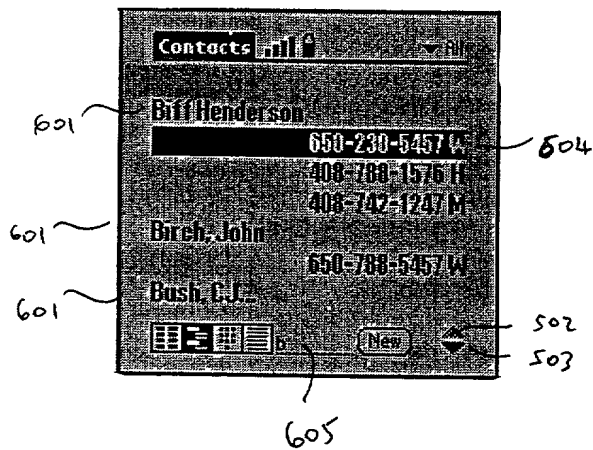 Contacts All
601 Biff Henderson
650-230-5457 W 604
408-788-1576 H
408-742-1247 M
601 Birch, John
650-788-5457 W
601 Bush, C.J.
New 502
503
605